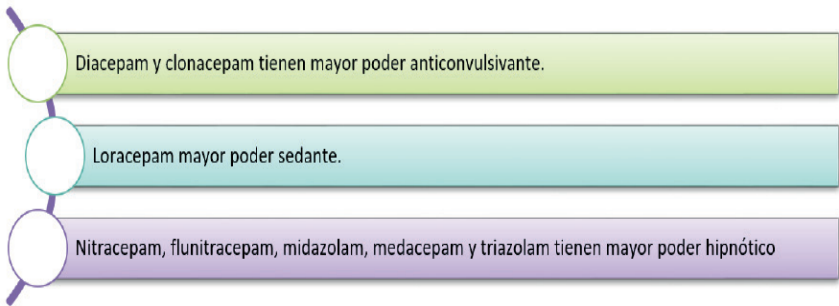 Diacepam y clonacepam tienen mayor poder anticonvulsivante.
Loracepam mayor poder sedante.
Nitracepam, flunitracepam, midazolam, medacepam y triazolam tienen mayor poder hipnótico